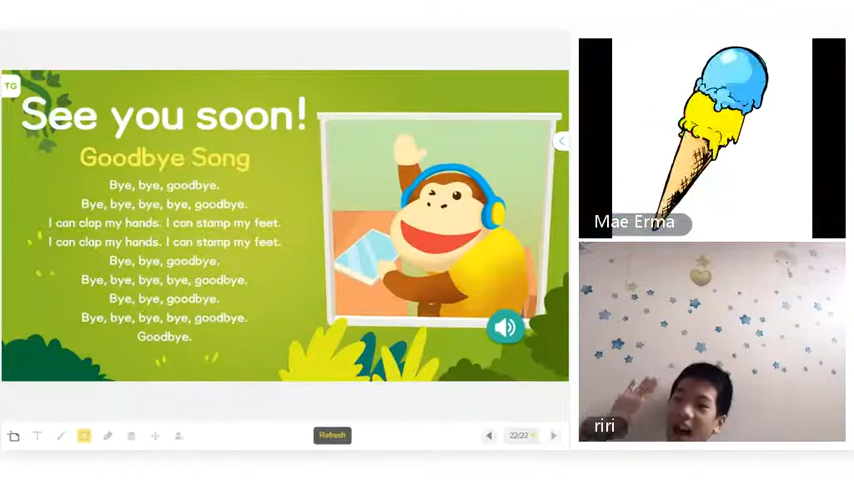 TG
See you soon!
Goodbye Song
Bye, bye, goodbye.
Bye, bye, bye, bye, goodbye.
I can clap my hands. I can stamp my feet.
I can clap my hands. I can stamp my feet.
Bye, bye, goodbye.
Bye, bye, bye, bye, goodbye.
Bye, bye, goodbye.
Bye, bye, bye, bye, goodbye.
Goodbye.
T
Refresh
22/22
Mae Erma
riri